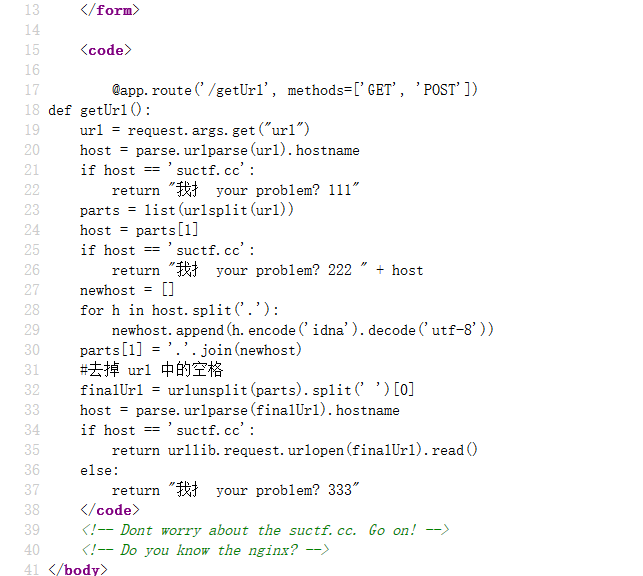 13 </form>
14
15 <code>
16
17 @app.route('/getUrl', methods=['GET', 'POST'])
18 def getUrl():
19 url = request.args.get("url")
20 host = parse.urlparse(url).hostname
21 if host == 'suctf.cc':
22 return "我扌 your problem? 111"
23 parts = list(urlsplit(url))
24 host = parts[1]
25 if host == 'suctf.cc':
26 return "我扌 your problem? 222 " + host
27 newhost = []
28 for h in host.split('.'):
29 newhost.append(h.encode('idna').decode('utf-8'))
30 parts[1] = '.'.join(newhost)
31 #去掉 url 中的空格
32 finalUrl = urlunsplit(parts).split(' ')[0]
33 host = parse.urlparse(finalUrl).hostname
34 if host == 'suctf.cc':
35 return urllib.request.urlopen(finalUrl).read()
36 else:
37 return "我扌 your problem? 333"
38 </code>
39 <!-- Dont worry about the suctf.cc. Go on! -->
40 <!-- Do you know the nginx? -->
41 </body>